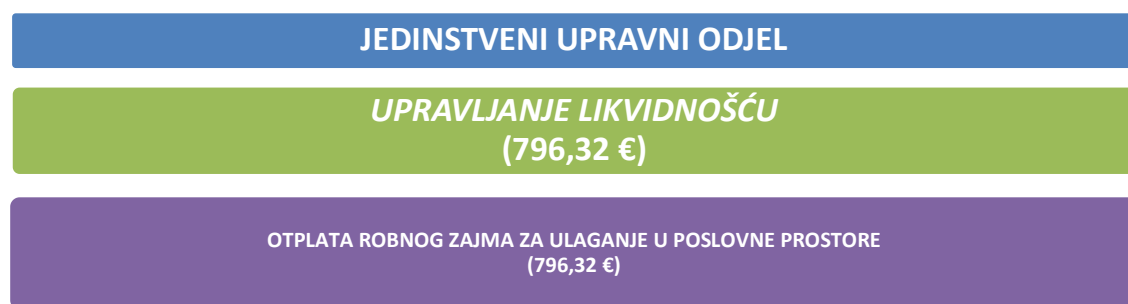 JEDINSTVENI UPRAVNI ODJEL
UPRAVLJANJE LIKVIDNOŠĆU
(796,32 €)
OTPLATA ROBNOG ZAJMA ZA ULAGANJE U POSLOVNE PROSTORE
(796,32 €)